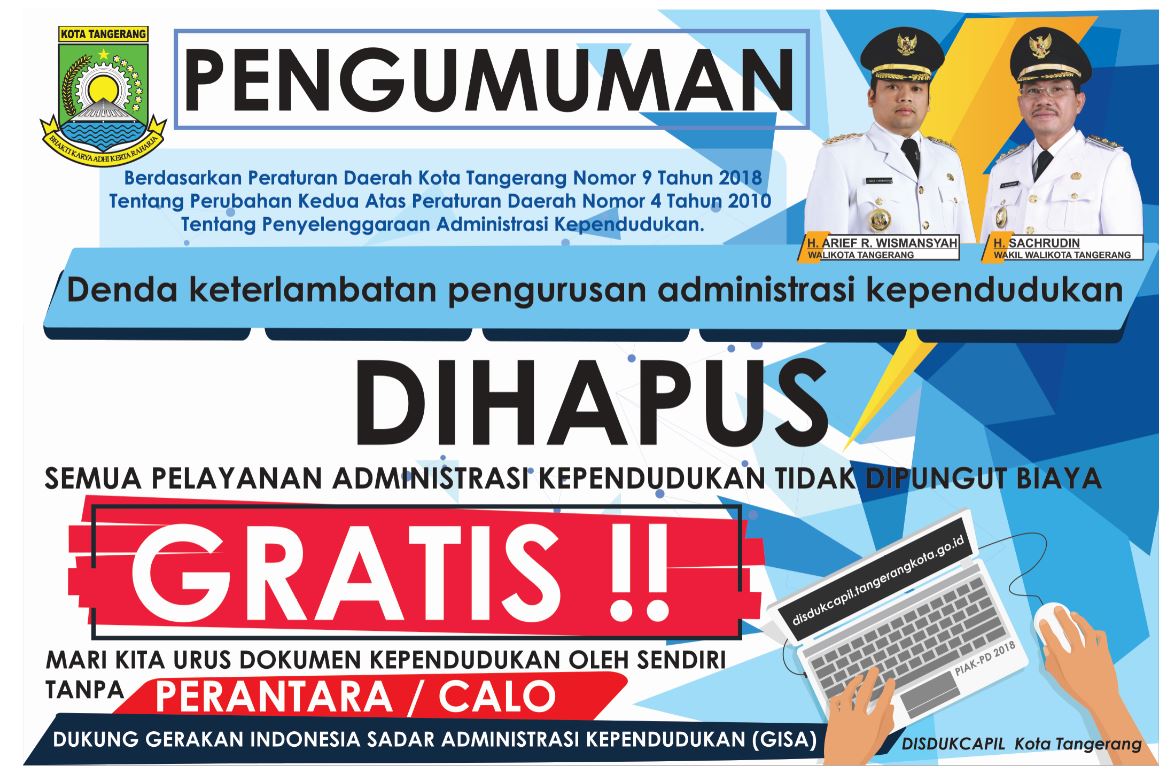 KOTA TANGERANG
BHAKTI KARYA ADHI KERTA RAHARJA
PENGUMUMAN
Berdasarkan Peraturan Daerah Kota Tangerang Nomor 9 Tahun 2018
Tentang Perubahan Kedua Atas Peraturan Daerah Nomor 4 Tahun 2010
Tentang Penyelenggaraan Administrasi Kependudukan.
H. ARIEF R. WISMANSYAH
WALIKOTA TANGERANG
H. SACHRUDIN
WAKIL WALIKOTA TANGERANG
Denda keterlambatan pengurusan administrasi kependudukan
DIHAPUS
SEMUA PELAYANAN ADMINISTRASI KEPENDUDUKAN TIDAK DIPUNGUT BIAYA
GRATIS !!
disdukcapil.tangerangkota.go.id
PIAK-PD 2018
MARI KITA URUS DOKUMEN KEPENDUDUKAN OLEH SENDIRI
TANPA PERANTARA / CALO
DUKUNG GERAKAN INDONESIA SADAR ADMINISTRASI KEPENDUDUKAN (GISA)
DISDUKCAPIL Kota Tangerang